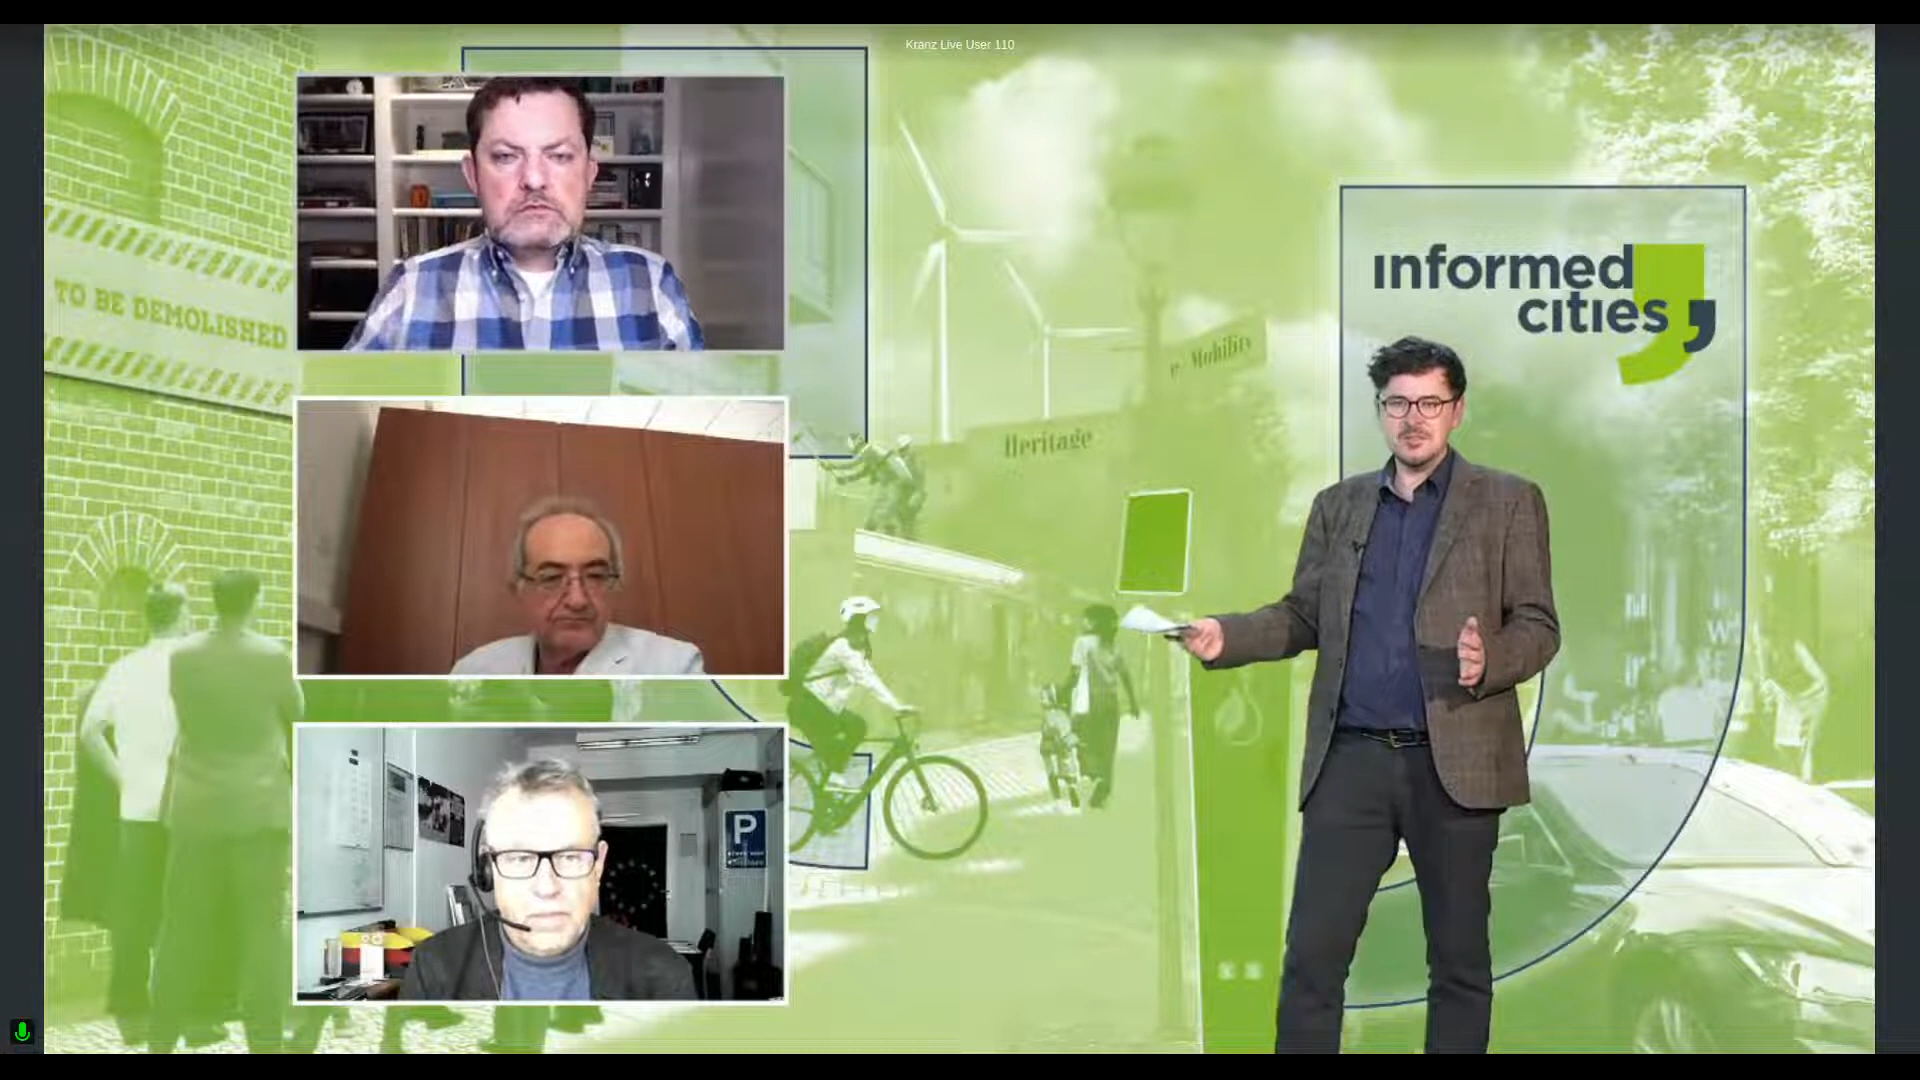 Kranz Live User 110
TO BE DEMOLISHED
Heritage
e-Mobility
informed
cities
P